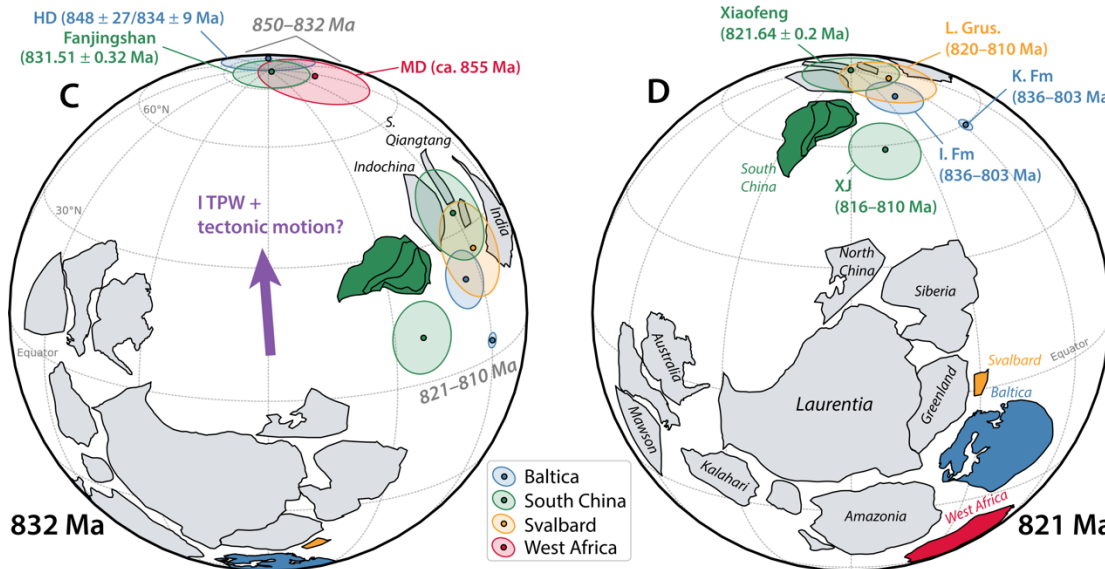 HD (848 ± 27/834 ± 9 Ma)
850–832 Ma
Fanjingshan
(831.51 ± 0.32 Ma)
MD (ca. 855 Ma)
C
60°N
S.
Qiangtang
Indochina
India
30°N
I TPW +
tectonic motion?
Equator
821–810 Ma
832 Ma
Baltica
South China
Svalbard
West Africa
Xiaofeng
(821.64 ± 0.2 Ma)
L. Grus.
(820–810 Ma)
K. Fm
(836–803 Ma)
D
I. Fm
(836–803 Ma)
South
China
XJ
(816–810 Ma)
North
China
Siberia
Australia
Mawson
Laurentia
Greenland
Equator
Svalbard
Baltica
Kalahari
Amazonia
West Africa
821 Ma